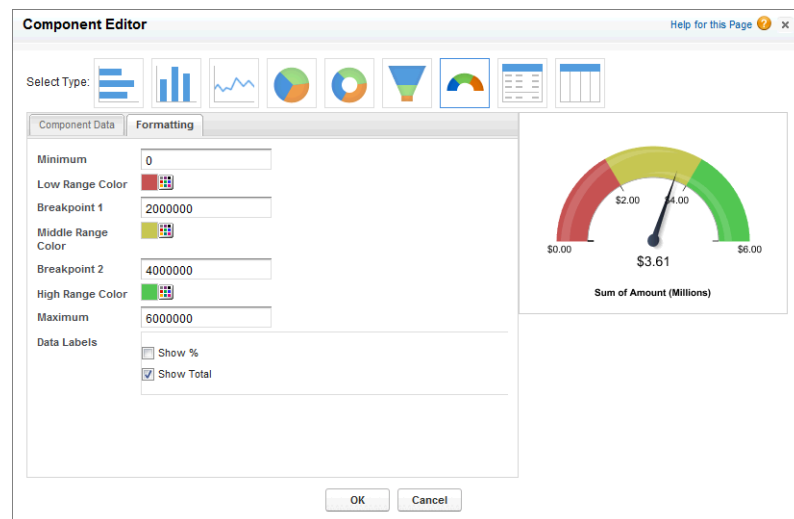 Component Editor
Help for this Page ? x
Select Type:
Component Data
Formatting
Minimum
0
Low Range Color
Breakpoint 1
2000000
Middle Range
Color
Breakpoint 2
4000000
High Range Color
Maximum
6000000
Data Labels
Show %
Show Total
$2.00
$4.00
$0.00
$6.00
$3.61
Sum of Amount (Millions)
OK
Cancel